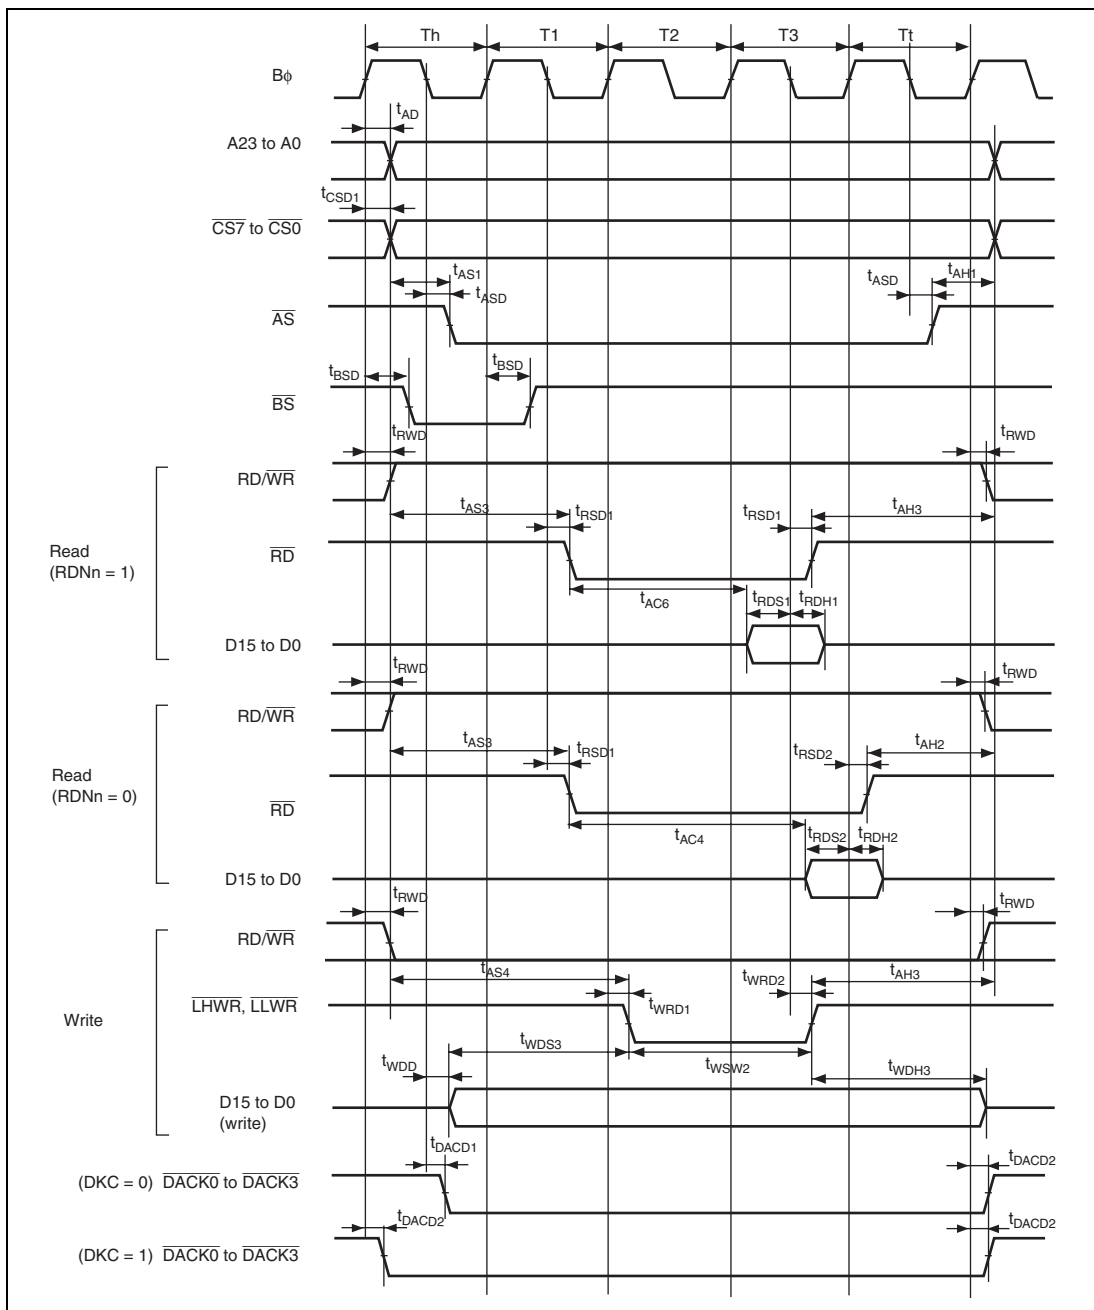 Th T1 T2 T3 Tt
Bϕ
tAD
A23 to A0
tCSD1
CS7 to CS0
tAS1
tASD
tASD
tAH1
AS
tBSD
tBSD
BS
tRWD
tRWD
RD/WR
tAS3
tRSD1
tRSD1
tAH3
Read
(RDNn = 1)
RD
tAC6
tRDS1
tRDH1
D15 to D0
tRWD
tRWD
RD/WR
tAS3
tRSD1
tRSD2
tAH2
Read
(RDNn = 0)
RD
tAC4
tRDS2
tRDH2
D15 to D0
tRWD
tRWD
RD/WR
tAS4
tWRD1
tWRD2
tAH3
LHWR, LLWR
Write
tWDD
tWDS3
tWSW2
tWDH3
D15 to D0
(write)
tDACD1
tDACD2
(DKC = 0) DACK0 to DACK3
tDACD2
tDACD2
(DKC = 1) DACK0 to DACK3